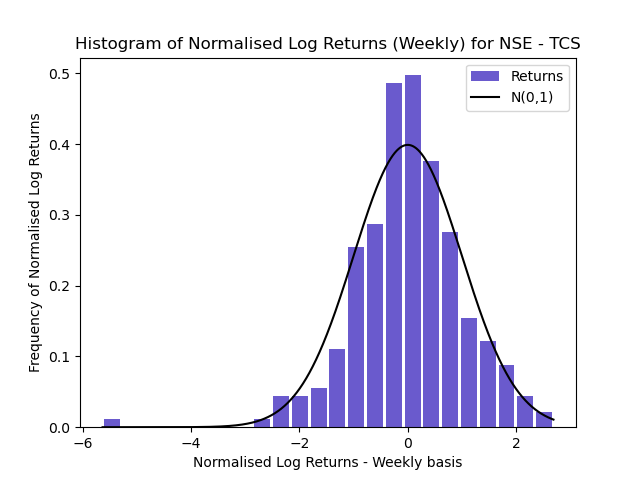 Histogram of Normalised Log Returns (Weekly) for NSE - TCS
Returns
N(0,1)
Frequency of Normalised Log Returns
0.5
0.4
0.3
0.2
0.1
0.0
−6
−4
−2
0
2
Normalised Log Returns - Weekly basis